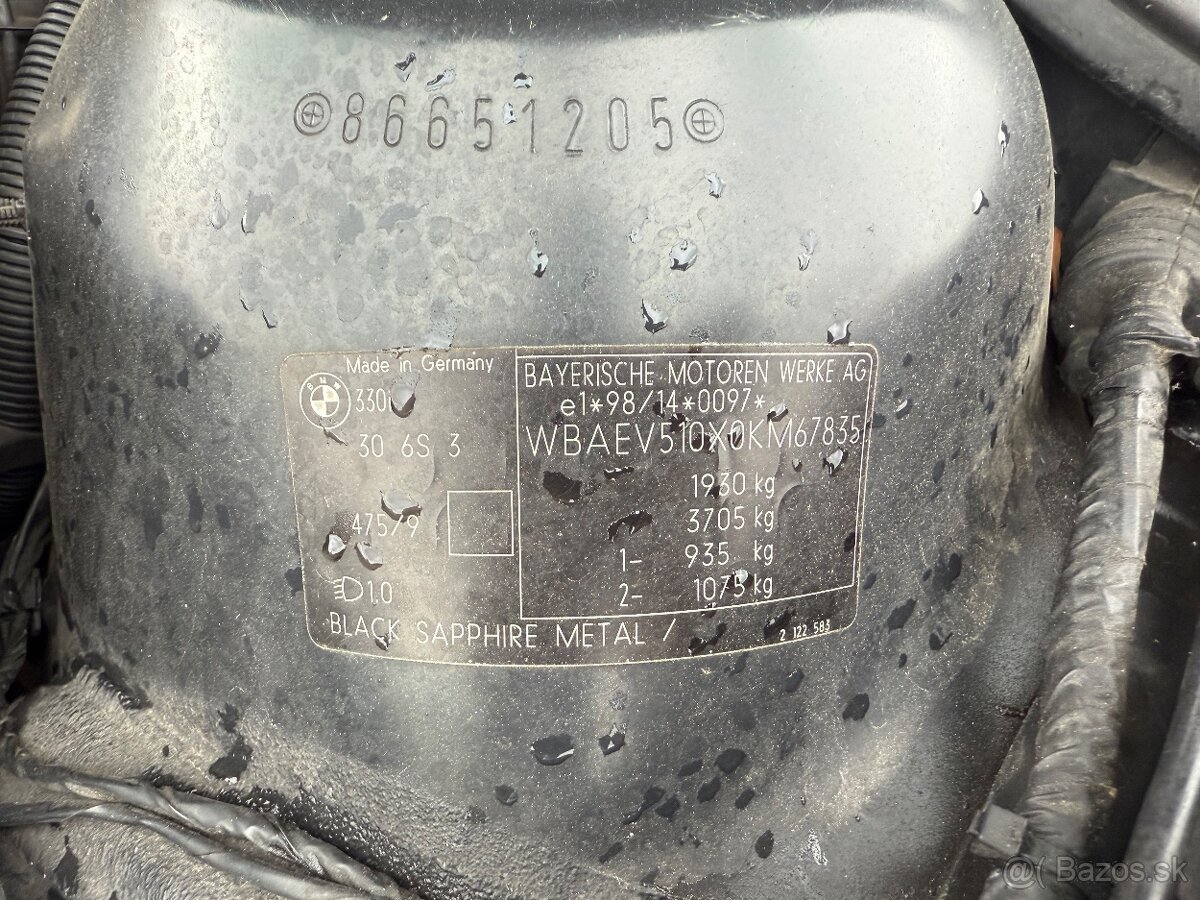 86651205
Made in Germany
BMW
330i
30 6S 3
475/9
1.0
BLACK SAPPHIRE METAL /
BAYERISCHE MOTOREN WERKE AG
e1*98/14*0097*
WBAEV510X0KM67835
1930 kg
3705 kg
1- 935 kg
2- 1075 kg
2 122 583
@( Bazos.sk